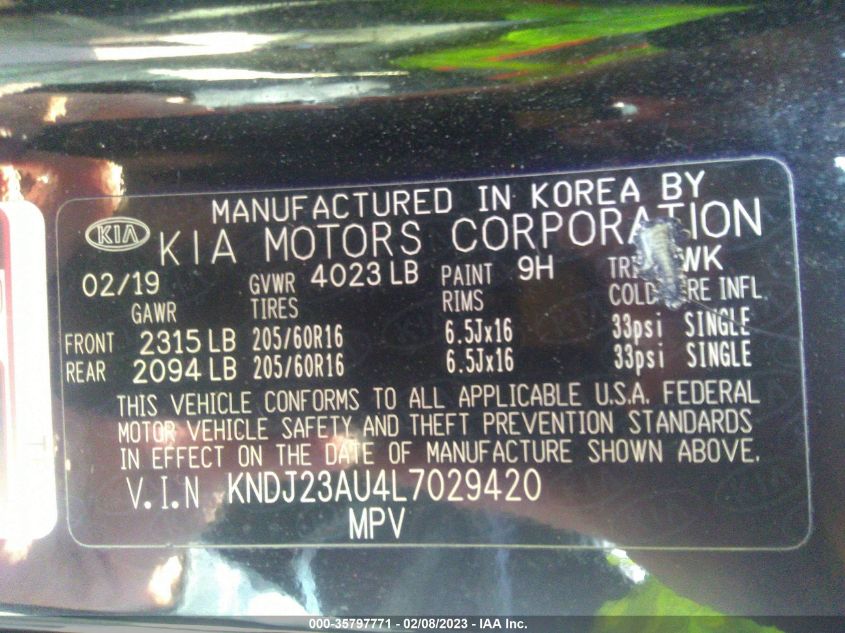 MANUFACTURED IN KOREA BY
KIA KIA MOTORS CORPORATION
02/19 GVWR 4023 LB PAINT 9H WK
GAWR TIRES RIMS COLD INFL.
FRONT 2315 LB 205/60R16 6.5Jx16 33psi SINGLE
REAR 2094 LB 205/60R16 6.5Jx16 33psi SINGLE
THIS VEHICLE CONFORMS TO ALL APPLICABLE U.S.A. FEDERAL
MOTOR VEHICLE SAFETY AND THEFT PREVENTION STANDARDS
IN EFFECT ON THE DATE OF MANUFACTURE SHOWN ABOVE.
V.I.N KNDJ23AU4L7029420
MPV
000-35797771 - 02/08/2023 - IAA Inc.